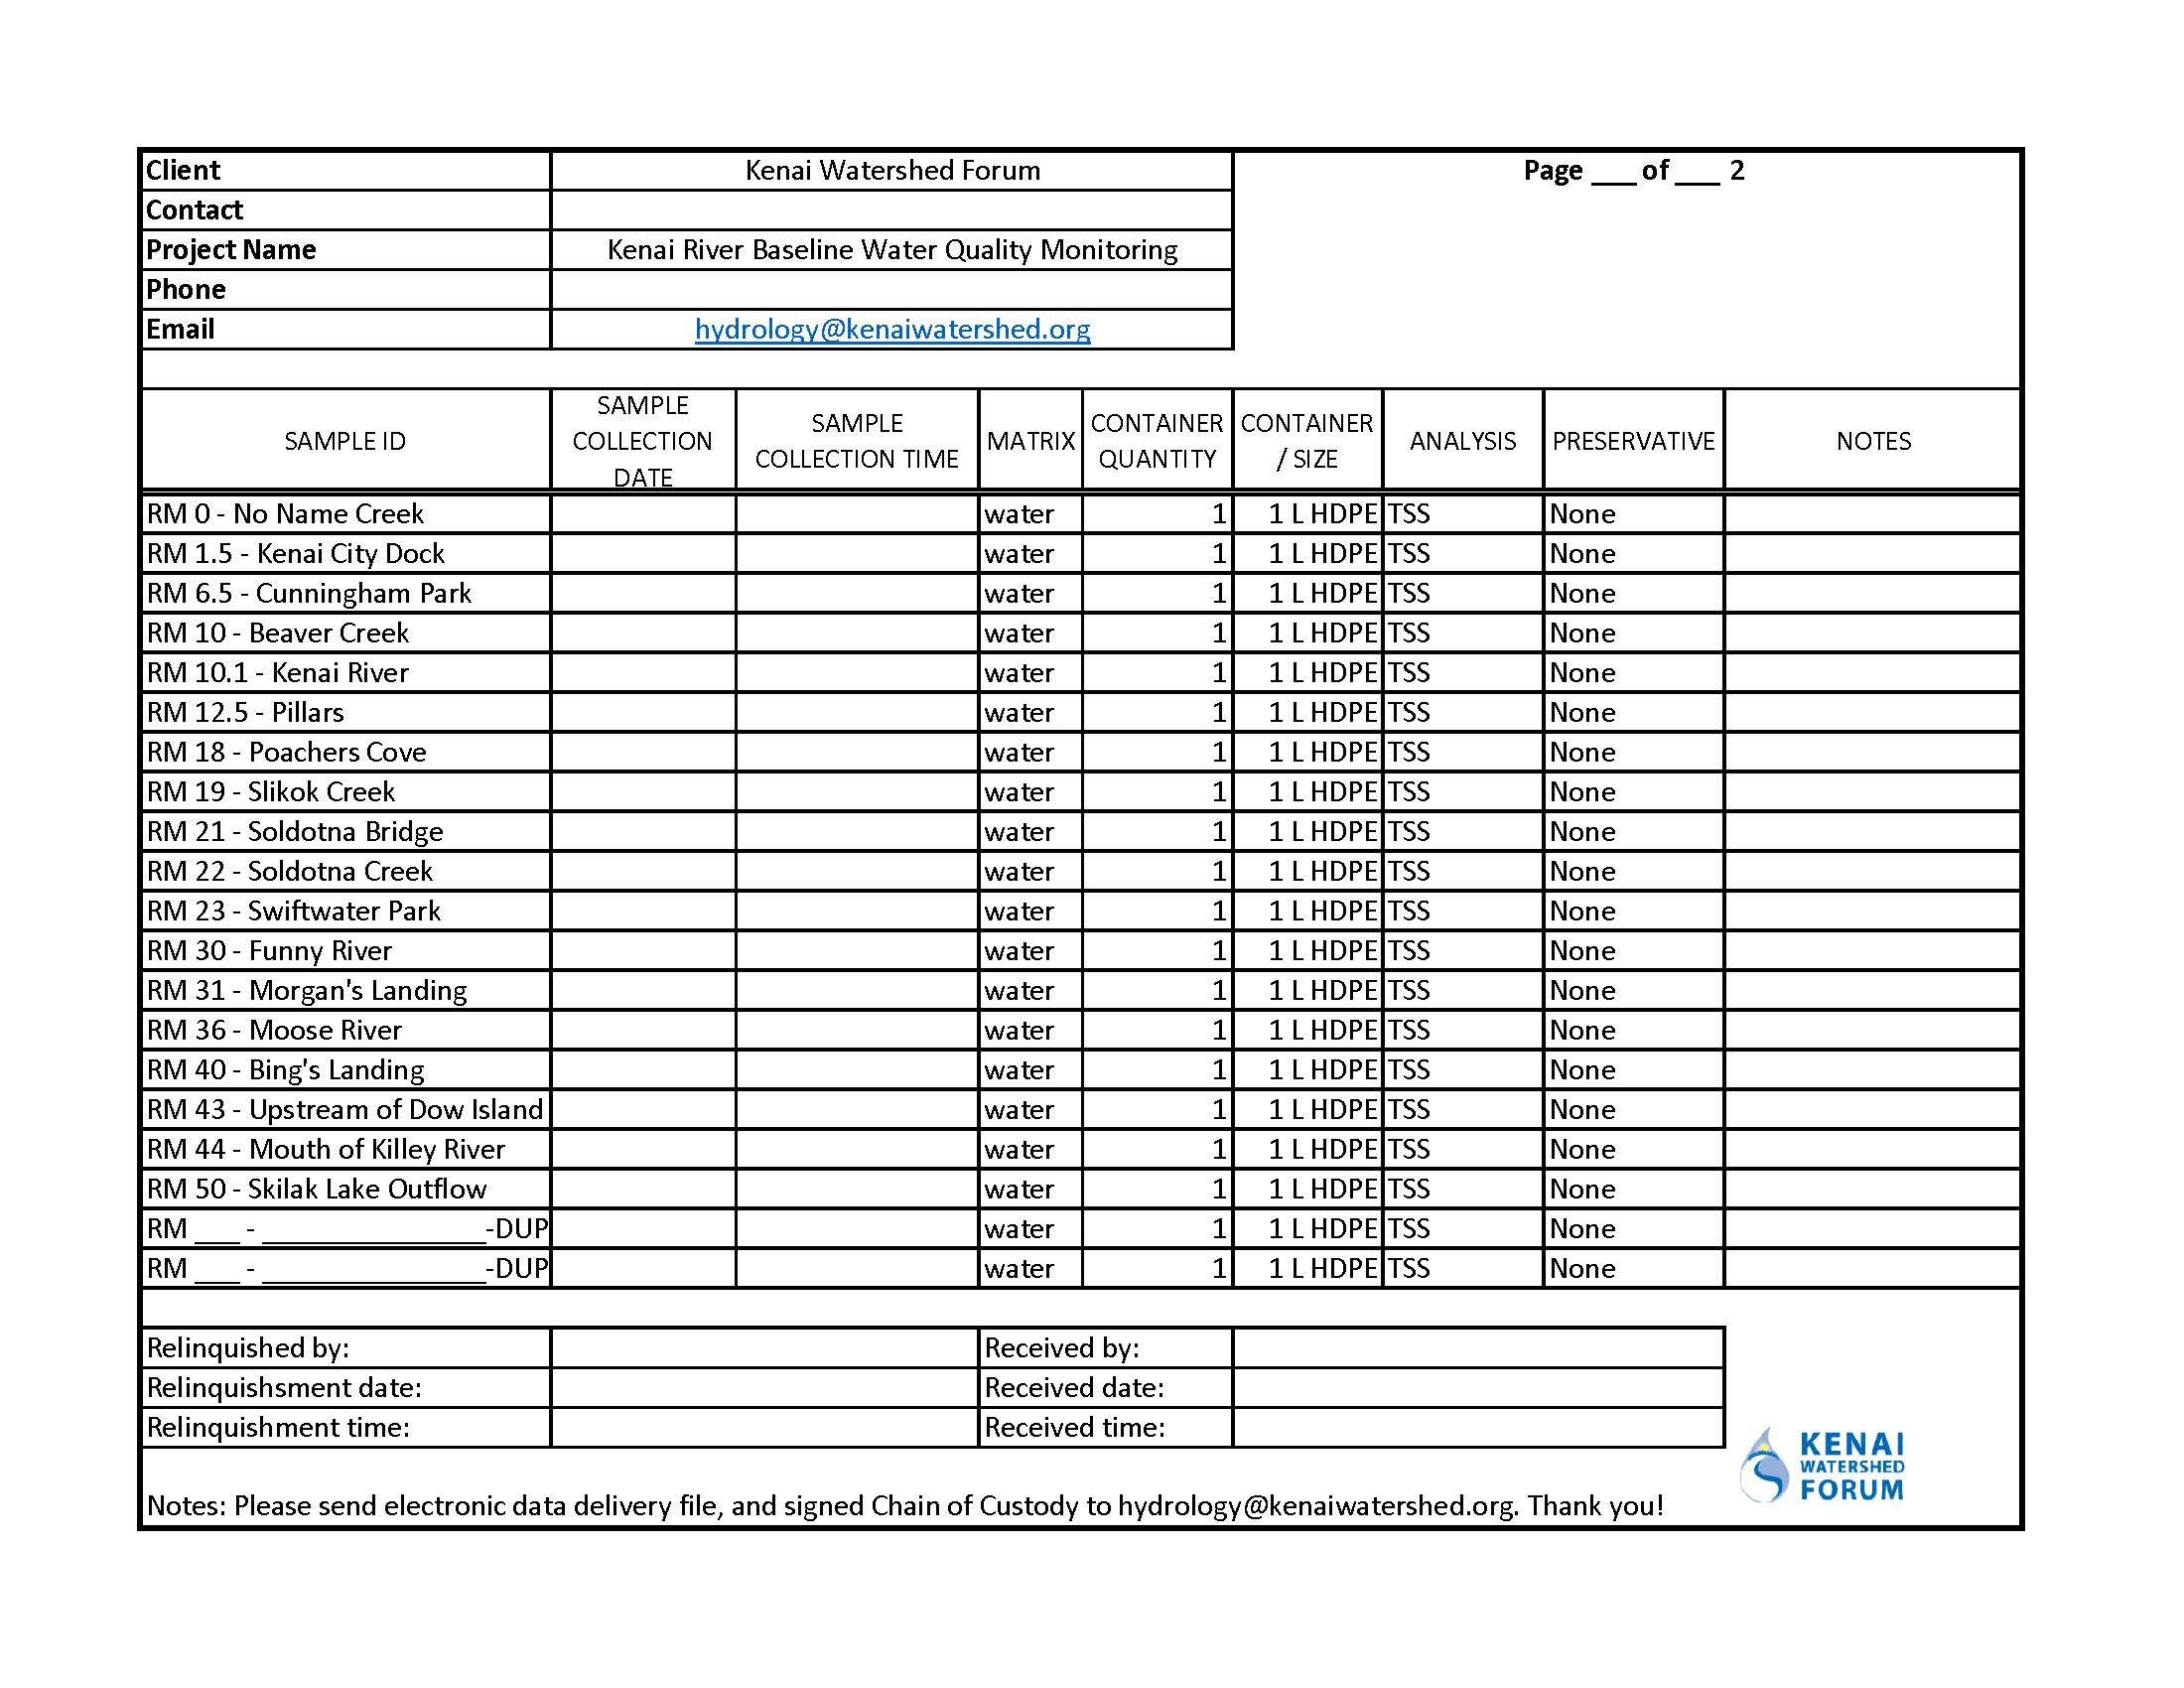 Client Kenai Watershed Forum Page ___ of ___ 2
Contact
Project Name Kenai River Baseline Water Quality Monitoring
Phone
Email hydrology@kenaiwatershed.org
SAMPLE ID SAMPLE COLLECTION DATE SAMPLE COLLECTION TIME MATRIX CONTAINER QUANTITY CONTAINER / SIZE ANALYSIS PRESERVATIVE NOTES
RM 0 - No Name Creek water 1 1 L HDPE TSS None
RM 1.5 - Kenai City Dock water 1 1 L HDPE TSS None
RM 6.5 - Cunningham Park water 1 1 L HDPE TSS None
RM 10 - Beaver Creek water 1 1 L HDPE TSS None
RM 10.1 - Kenai River water 1 1 L HDPE TSS None
RM 12.5 - Pillars water 1 1 L HDPE TSS None
RM 18 - Poachers Cove water 1 1 L HDPE TSS None
RM 19 - Slikok Creek water 1 1 L HDPE TSS None
RM 21 - Soldotna Bridge water 1 1 L HDPE TSS None
RM 22 - Soldotna Creek water 1 1 L HDPE TSS None
RM 23 - Swiftwater Park water 1 1 L HDPE TSS None
RM 30 - Funny River water 1 1 L HDPE TSS None
RM 31 - Morgan's Landing water 1 1 L HDPE TSS None
RM 36 - Moose River water 1 1 L HDPE TSS None
RM 40 - Bing's Landing water 1 1 L HDPE TSS None
RM 43 - Upstream of Dow Island water 1 1 L HDPE TSS None
RM 44 - Mouth of Killey River water 1 1 L HDPE TSS None
RM 50 - Skilak Lake Outflow water 1 1 L HDPE TSS None
RM ___ - _______________-DUP water 1 1 L HDPE TSS None
RM ___ - _______________-DUP water 1 1 L HDPE TSS None
Relinquished by: Received by:
Relinquishsment date: Received date:
Relinquishment time: Received time:
KENAI
WATERSHED
FORUM
Notes: Please send electronic data delivery file, and signed Chain of Custody to hydrology@kenaiwatershed.org. Thank you!